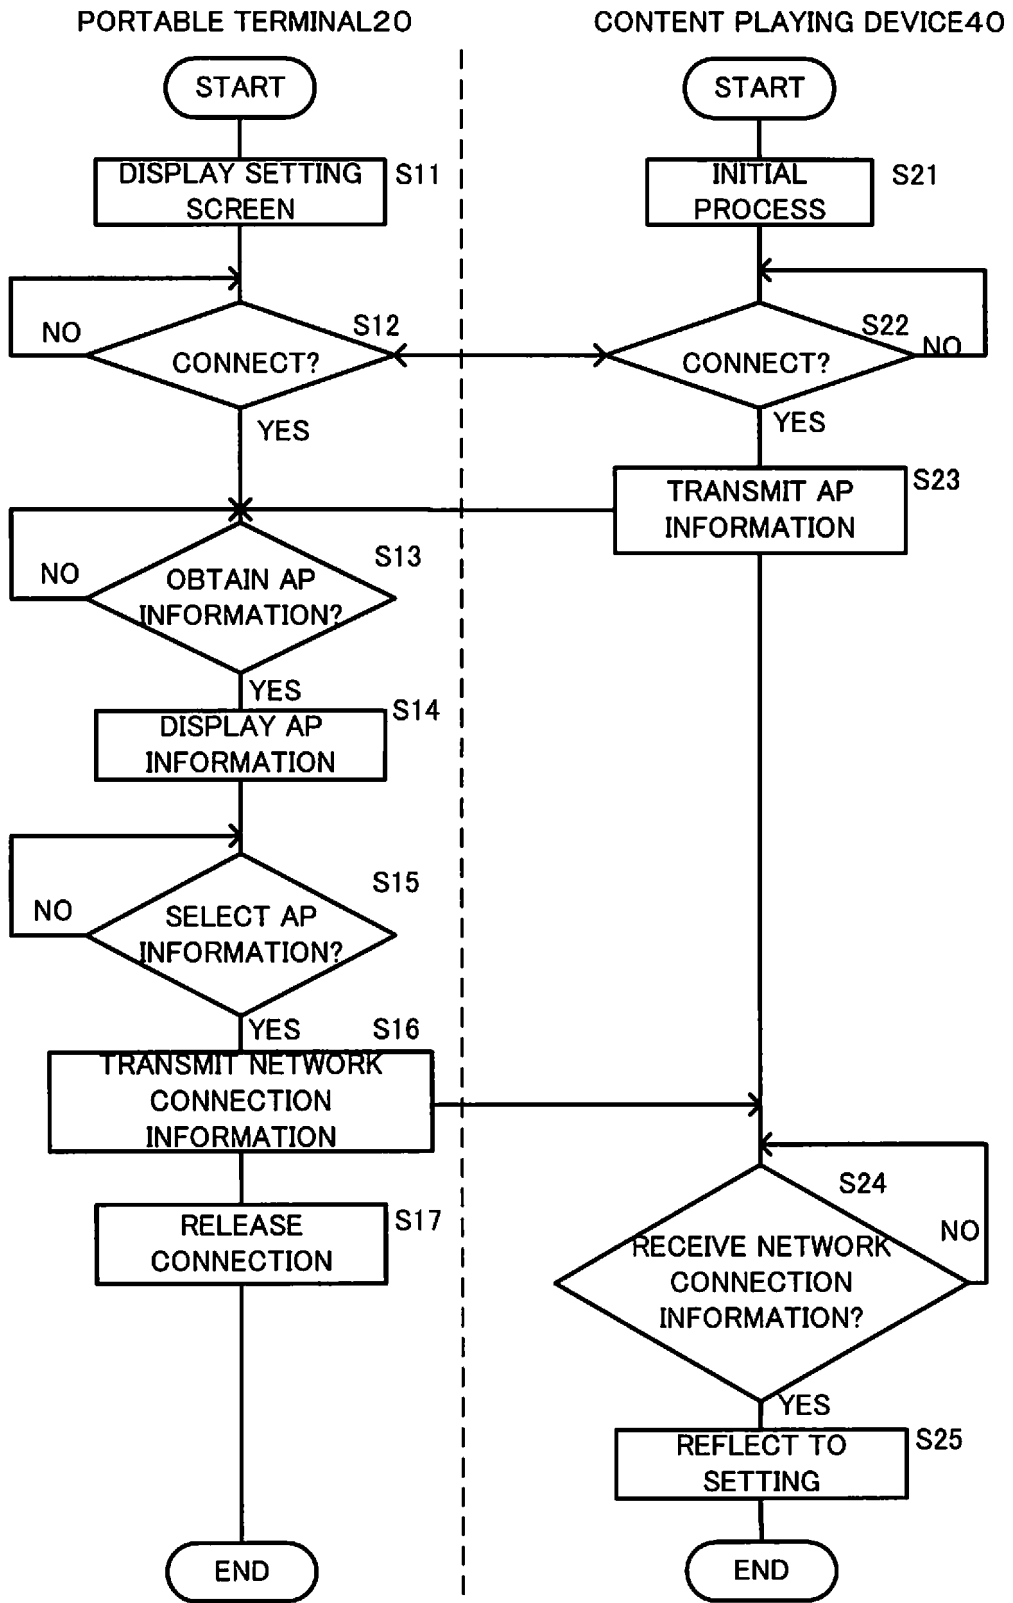 PORTABLE TERMINAL20
START
DISPLAY SETTING
SCREEN
S11
NO
S12
CONNECT?
YES
S13
NO
OBTAIN AP
INFORMATION?
YES
S14
DISPLAY AP
INFORMATION
S15
NO
SELECT AP
INFORMATION?
YES
S16
TRANSMIT NETWORK
CONNECTION
INFORMATION
RELEASE
CONNECTION
S17
END
CONTENT PLAYING DEVICE40
START
INITIAL
PROCESS
S21
S22
NO
CONNECT?
YES
TRANSMIT AP
INFORMATION
S23
S24
NO
RECEIVE NETWORK
CONNECTION
INFORMATION?
YES
REFLECT TO
SETTING
S25
END